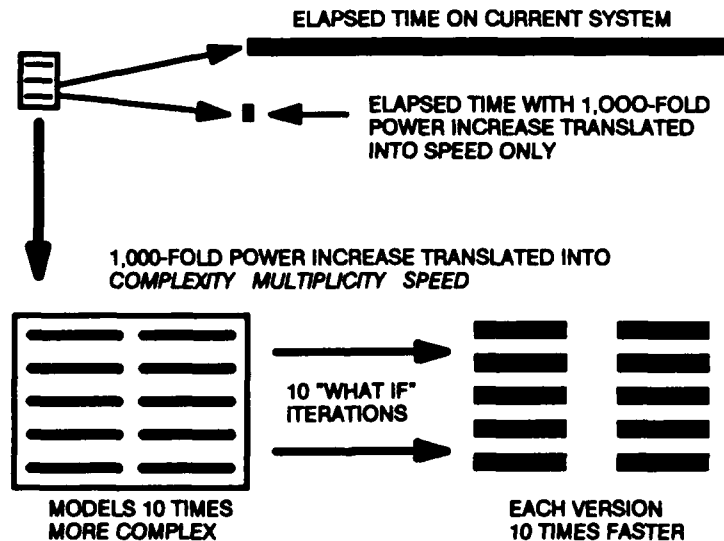 ELAPSED TIME ON CURRENT SYSTEM
ELAPSED TIME WITH 1,000-FOLD
POWER INCREASE TRANSLATED
INTO SPEED ONLY
1,000-FOLD POWER INCREASE TRANSLATED INTO
COMPLEXITY MULTIPLICITY SPEED
10 "WHAT IF"
ITERATIONS
MODELS 10 TIMES
MORE COMPLEX
EACH VERSION
10 TIMES FASTER